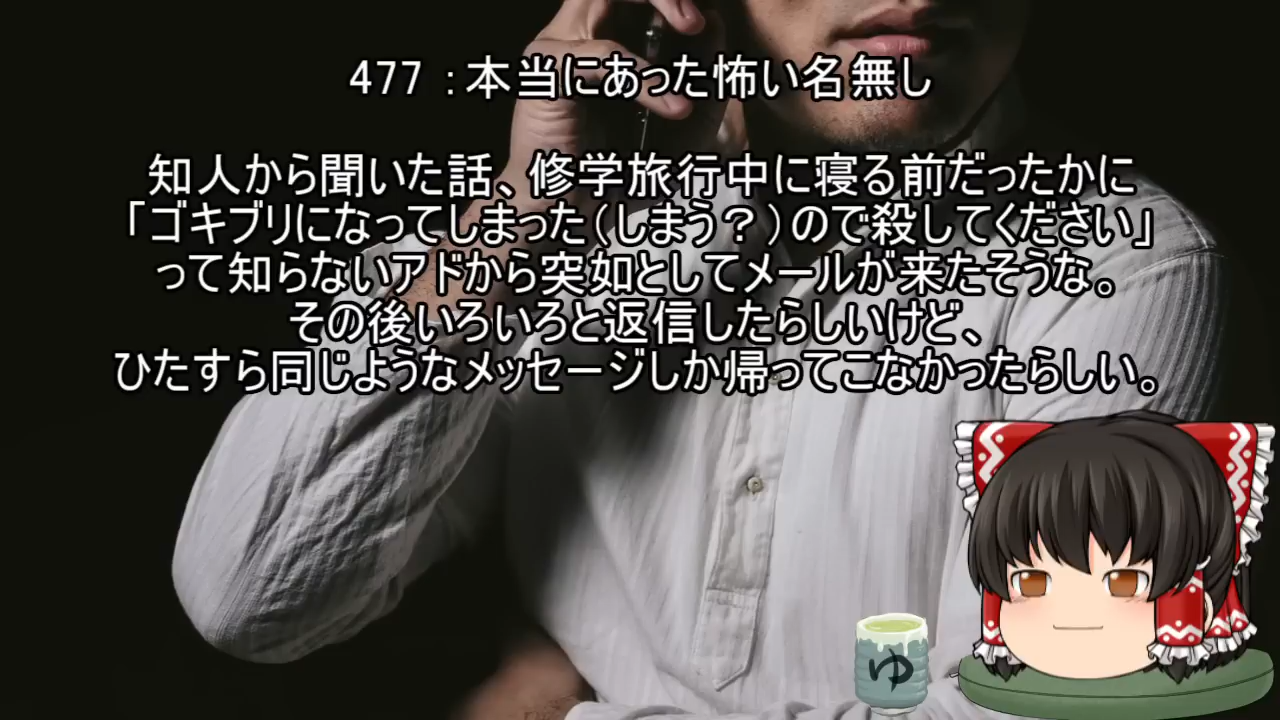 477 :本当にあった怖い名無し
知人から聞いた話、修学旅行中に寝る前だったかに
「ゴキブリになってしまった(しまう?)ので殺してください」
って知らないアドから突如としてメールが来たそうな。
その後いろいろと返信したらしいけど、
ひたすら同じようなメッセージしか帰ってこなかったらしい。
ゆ